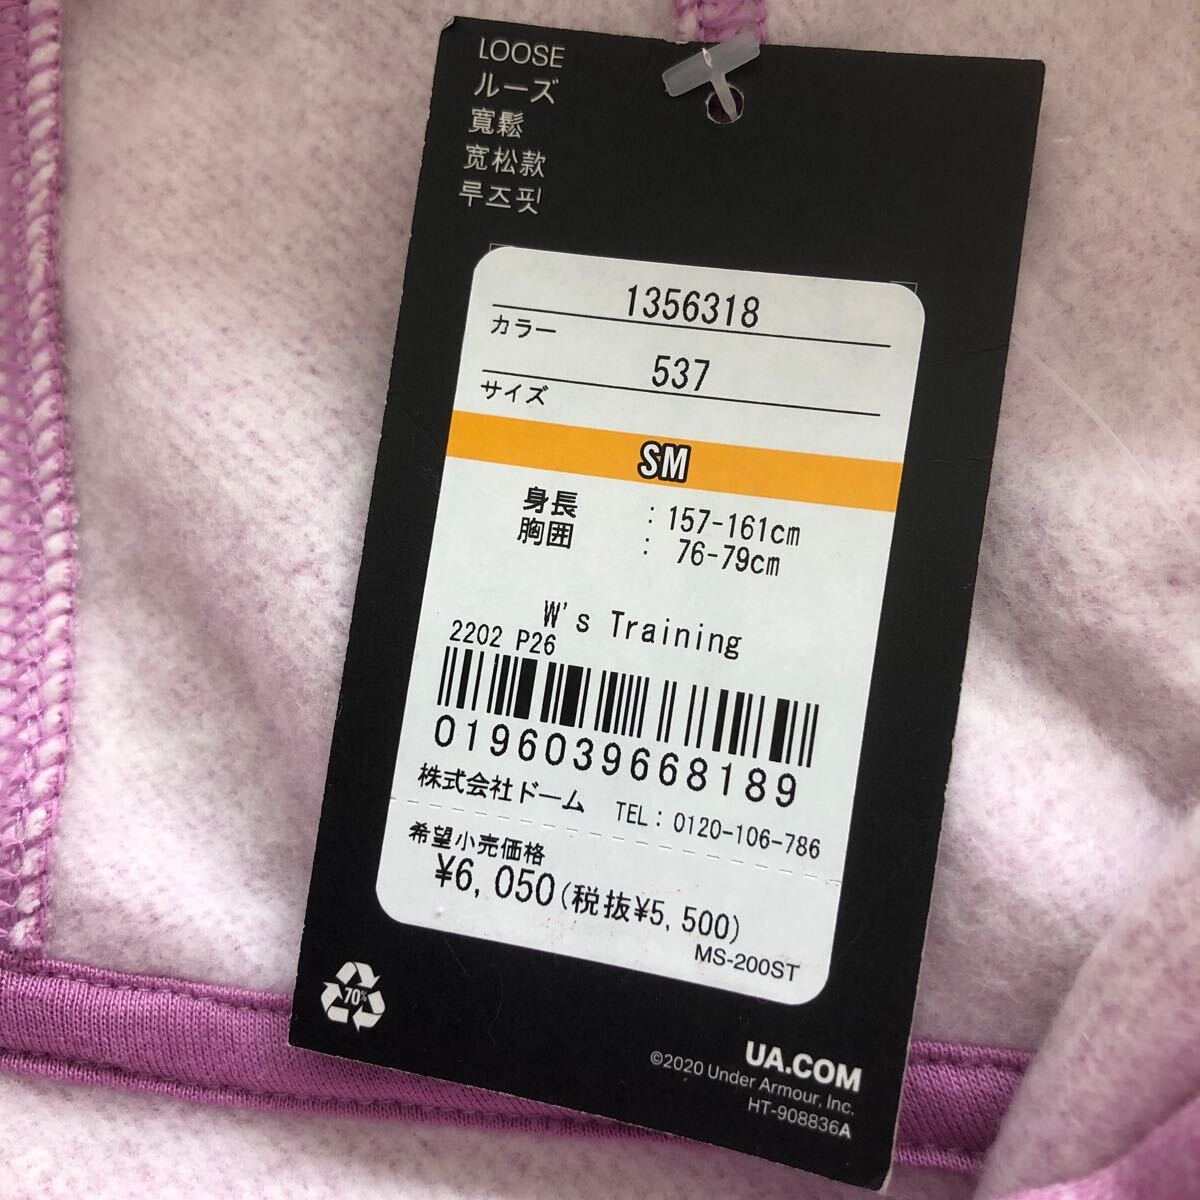 LOOSE
ルーズ
寬鬆
宽松款
루즈핏
1356318
カラー
537
サイズ
SM
身長 : 157-161cm
胸囲 : 76-79cm
W's Training
2202 P26
0196039668189
株式会社ドーム TEL: 0120-106-786
希望小売価格
¥6,050(税抜¥5,500)
MS-200ST
70%
UA.COM
©2020 Under Armour, Inc.
HT-908836A